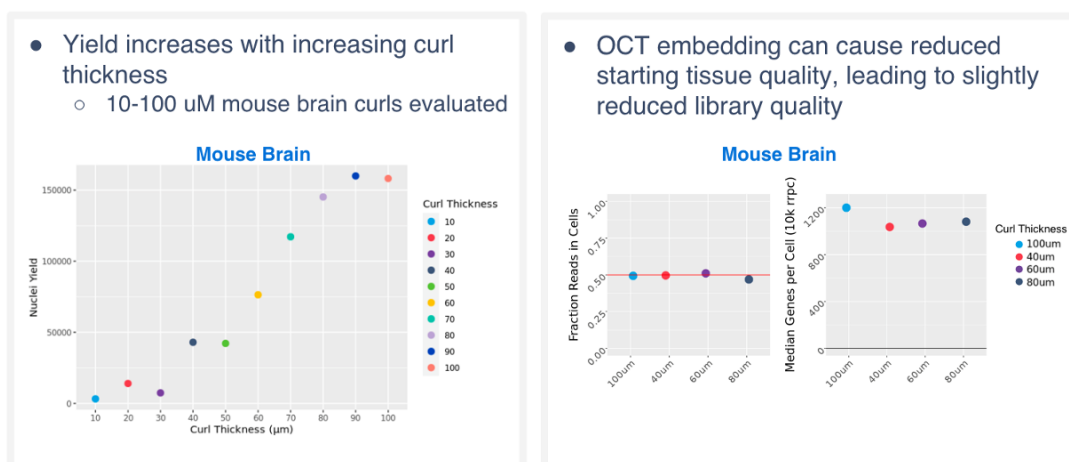 ● Yield increases with increasing curl
thickness
○ 10-100 uM mouse brain curls evaluated
Mouse Brain
Nuclei Yield
150000
100000
50000
0
10 20 30 40 50 60 70 80 90 100
Curl Thickness (μm)
Curl Thickness
10
20
30
40
50
60
70
80
90
100
● OCT embedding can cause reduced
starting tissue quality, leading to slightly
reduced library quality
Mouse Brain
Fraction Reads in Cells
1.00
0.75
0.50
0.25
0.00
100um 40um 60um 80um
Median Genes per Cell (10k rrpc)
1200
800
400
0
100um 40um 60um 80um
Curl Thickness
100um
40um
60um
80um